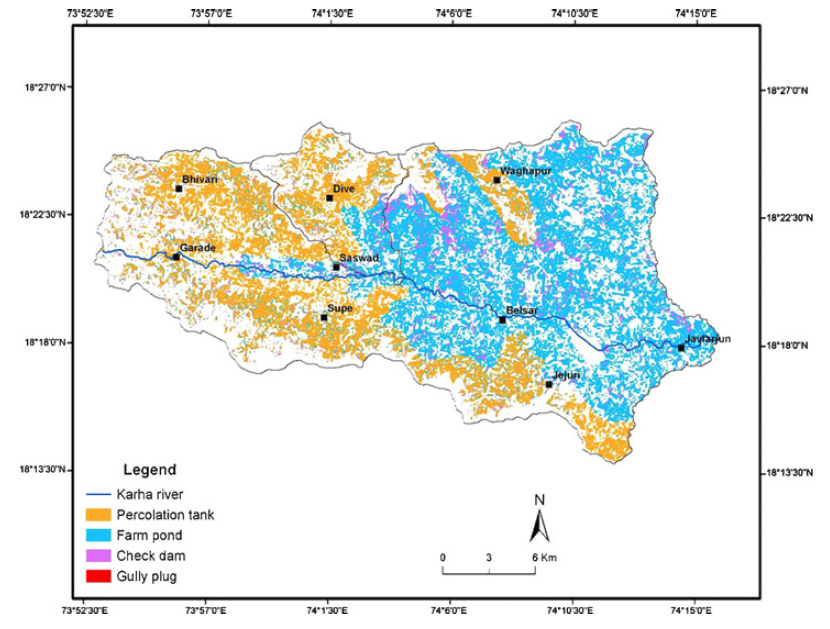 73°52'30"E 73°57'0"E 74°1'30"E 74°6'0"E 74°10'30"E 74°15'0"E
18°27'0"N 18°27'0"N
Waghapur
Bhivari
Dive
18°22'30"N 18°22'30"N
Garade
Saswad
Supe
Belsar
18°18'0"N 18°18'0"N
Javlarjun
Jejuri
18°13'30"N 18°13'30"N
Legend
Karha river
Percolation tank
Farm pond
Check dam
Gully plug
N
0 3 6 Km
73°52'30"E 73°57'0"E 74°1'30"E 74°6'0"E 74°10'30"E 74°15'0"E